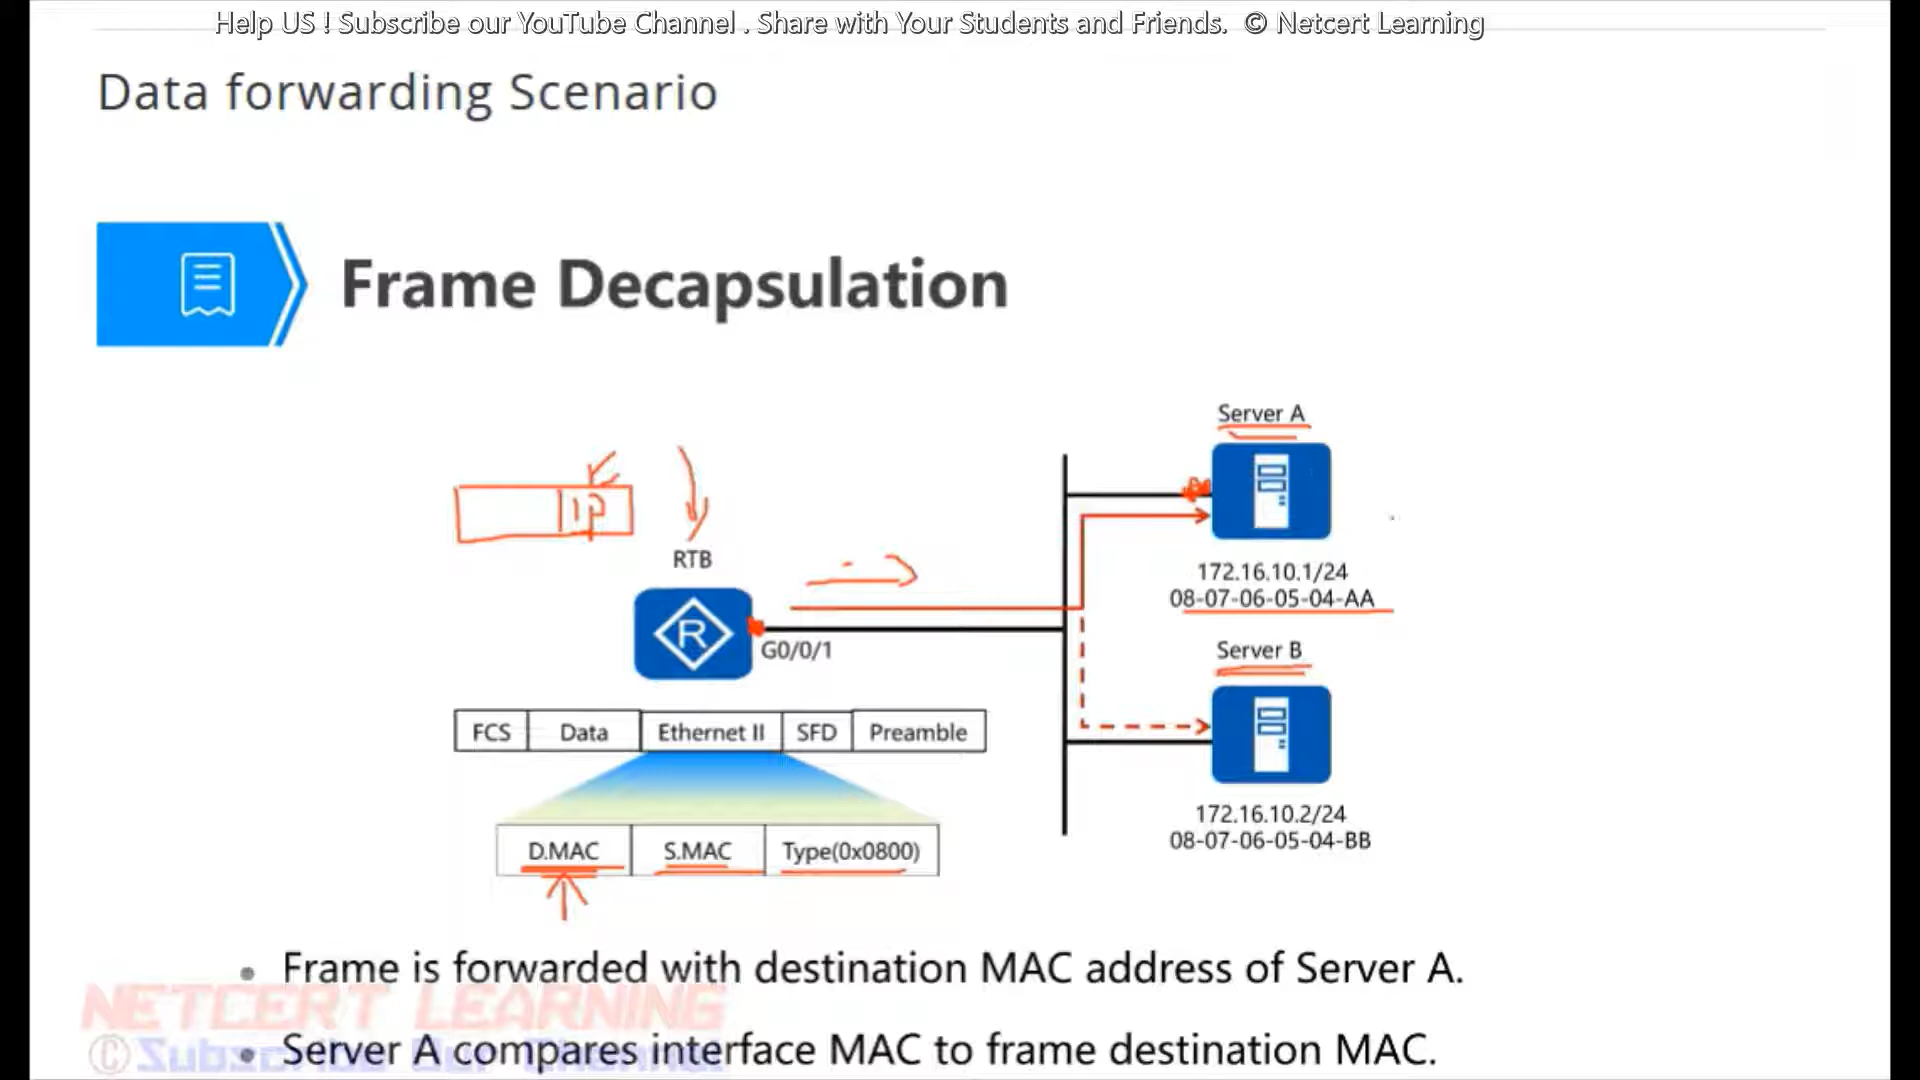 Help US ! Subscribe our YouTube Channel . Share with Your Students and Friends. © Netcert Learning
Data forwarding Scenario
Frame Decapsulation
Server A
IP
RTB
172.16.10.1/24
08-07-06-05-04-AA
R
G0/0/1
Server B
FCS Data Ethernet II SFD Preamble
172.16.10.2/24
08-07-06-05-04-BB
D.MAC S.MAC Type(0x0800)
• Frame is forwarded with destination MAC address of Server A.
NETCERT LEARNING
• Server A compares interface MAC to frame destination MAC.
© Subscribe Our Channel